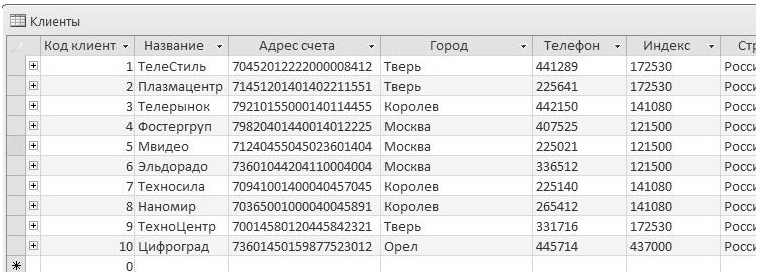 Клиенты
Код клиент Название Адрес счета Город Телефон Индекс Стр
1 ТелеСтиль 70452012222000008412 Тверь 441289 172530 Росси
2 Плазмацентр 71451201401402211551 Тверь 225641 172530 Росси
3 Телерынок 79210155000140114455 Королев 442150 141080 Росси
4 Фостергруп 79820401440014012225 Москва 407525 121500 Росси
5 Мвидео 71240455045023601404 Москва 225021 121500 Росси
6 Эльдорадо 73601044204110004004 Москва 336512 121500 Росси
7 Техносила 70941001400040457045 Королев 225140 141080 Росси
8 Наномир 70365001000040045891 Королев 265412 141080 Росси
9 ТехноЦентр 70014580120445842321 Тверь 331716 172530 Росси
10 Цифроград 73601450159877523012 Орел 445714 437000 Росси
0